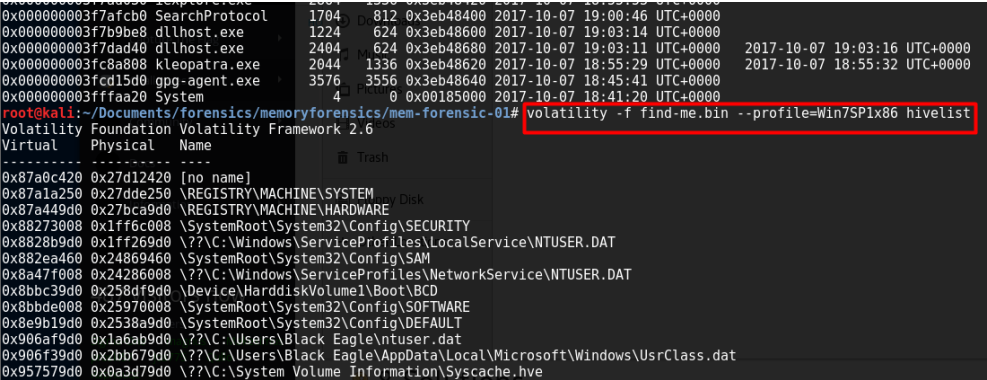 0x000000003f7afcb0 SearchProtocol 1704 812 0x3eb48400 2017-10-07 19:00:46 UTC+0000
0x000000003f7b9be8 dllhost.exe 1224 624 0x3eb48600 2017-10-07 19:03:14 UTC+0000
0x000000003f7dad40 dllhost.exe 2404 624 0x3eb48680 2017-10-07 19:03:11 UTC+0000 2017-10-07 19:03:16 UTC+0000
0x000000003fc8a808 kleopatra.exe 2044 1336 0x3eb48620 2017-10-07 18:55:29 UTC+0000 2017-10-07 18:55:32 UTC+0000
0x000000003fcd15d0 gpg-agent.exe 3576 3556 0x3eb48640 2017-10-07 18:45:41 UTC+0000
0x000000003fffaa20 System 4 0 0x00185000 2017-10-07 18:41:20 UTC+0000
root@kali:~/Documents/forensics/memoryforensics/mem-forensic-01# volatility -f find-me.bin --profile=Win7SP1x86 hivelist
Volatility Foundation Volatility Framework 2.6
Virtual Physical Name
---------- ---------- ----
0x87a0c420 0x27d12420 [no name]
0x87a1a250 0x27dde250 \REGISTRY\MACHINE\SYSTEM
0x87a449d0 0x27bca9d0 \REGISTRY\MACHINE\HARDWARE
0x88273008 0x1ff6c008 \SystemRoot\System32\Config\SECURITY
0x8828b9d0 0x1ff269d0 \??\C:\Windows\ServiceProfiles\LocalService\NTUSER.DAT
0x882ea460 0x24869460 \SystemRoot\System32\Config\SAM
0x8a47f008 0x24286008 \??\C:\Windows\ServiceProfiles\NetworkService\NTUSER.DAT
0x8bbc39d0 0x258df9d0 \Device\HarddiskVolume1\Boot\BCD
0x8bbde008 0x25970008 \SystemRoot\System32\Config\SOFTWARE
0x8e9b19d0 0x2538a9d0 \SystemRoot\System32\Config\DEFAULT
0x906af9d0 0x1a6ab9d0 \??\C:\Users\Black Eagle\ntuser.dat
0x906f39d0 0x2bb679d0 \??\C:\Users\Black Eagle\AppData\Local\Microsoft\Windows\UsrClass.dat
0x957579d0 0x0a3d79d0 \??\C:\System Volume Information\Syscache.hve
Trash